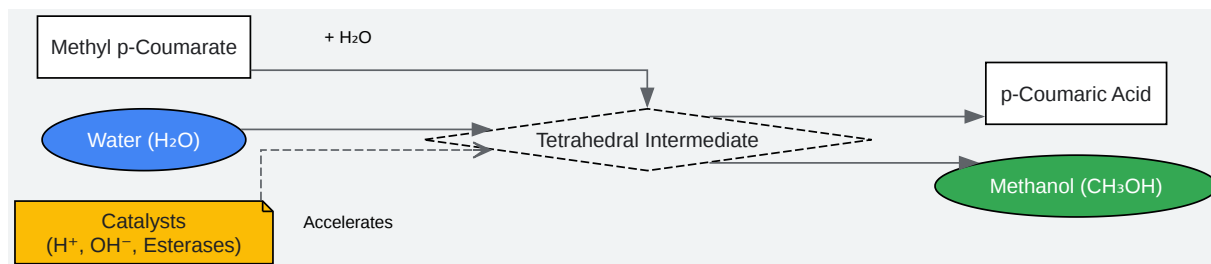 Methyl p-Coumarate
+ H₂O
Water (H₂O)
Tetrahedral Intermediate
p-Coumaric Acid
Methanol (CH₃OH)
Catalysts
(H⁺, OH⁻, Esterases)
Accelerates